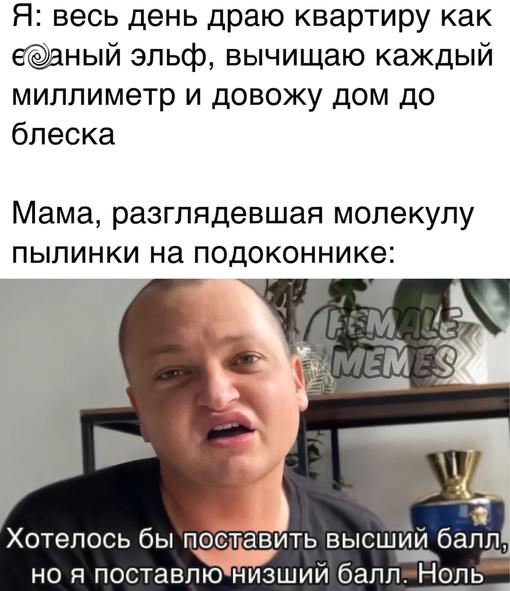 Я: весь день драю квартиру как
эльф, вычищаю каждый
миллиметр и довожу дом до
блеска
Мама, разглядевшая молекулу
пылинки на подоконнике:
FEMALE
MEMES
Хотелось бы поставить высший балл,
но я поставлю низший балл. Ноль